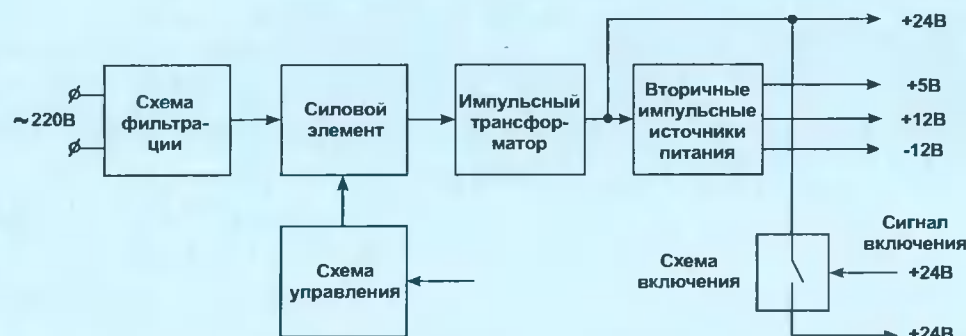 ~220В
Схема
фильтра-
ции
Силовой
элемент
Импульсный
трансфор-
матор
Вторичные
импульсные
источники
питания
+24В
+5В
+12В
-12В
Схема
управления
Схема
включения
Сигнал
включения
+24В
+24В